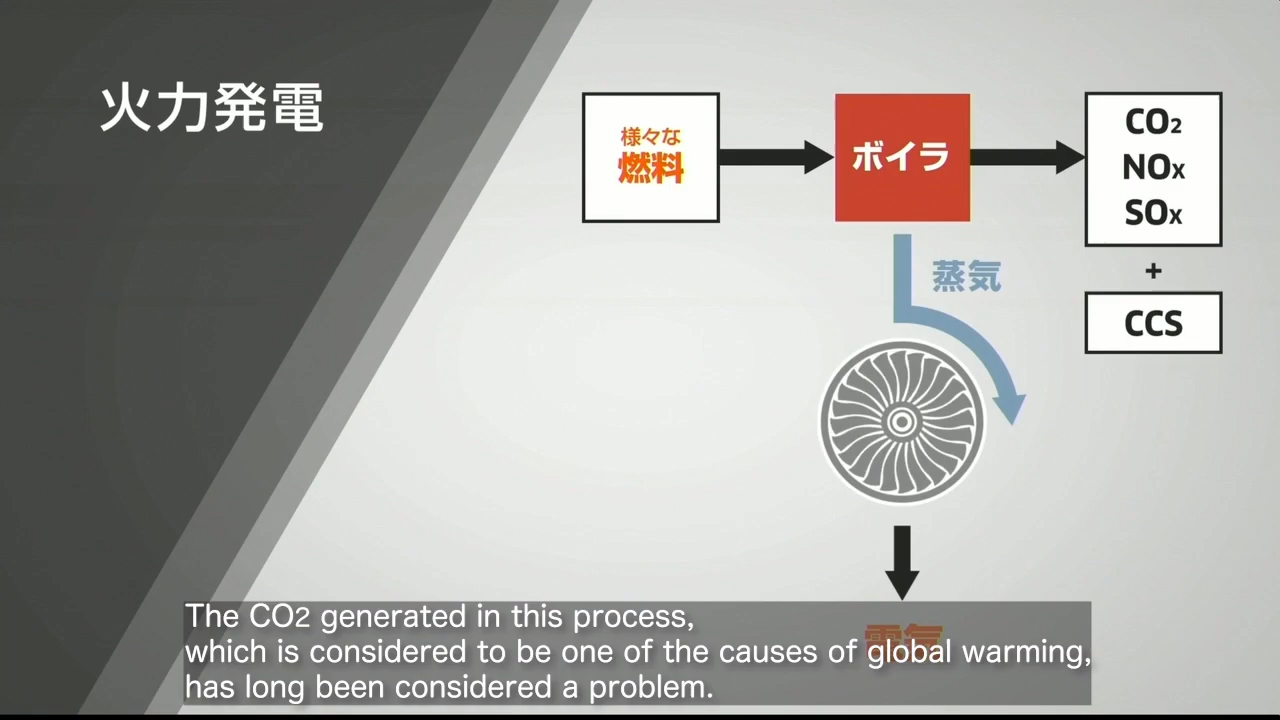 火力発電
様々な
燃料
ボイラ
CO2
NOx
SOx
+
CCS
蒸気
電気
The CO2 generated in this process,
which is considered to be one of the causes of global warming,
has long been considered a problem.